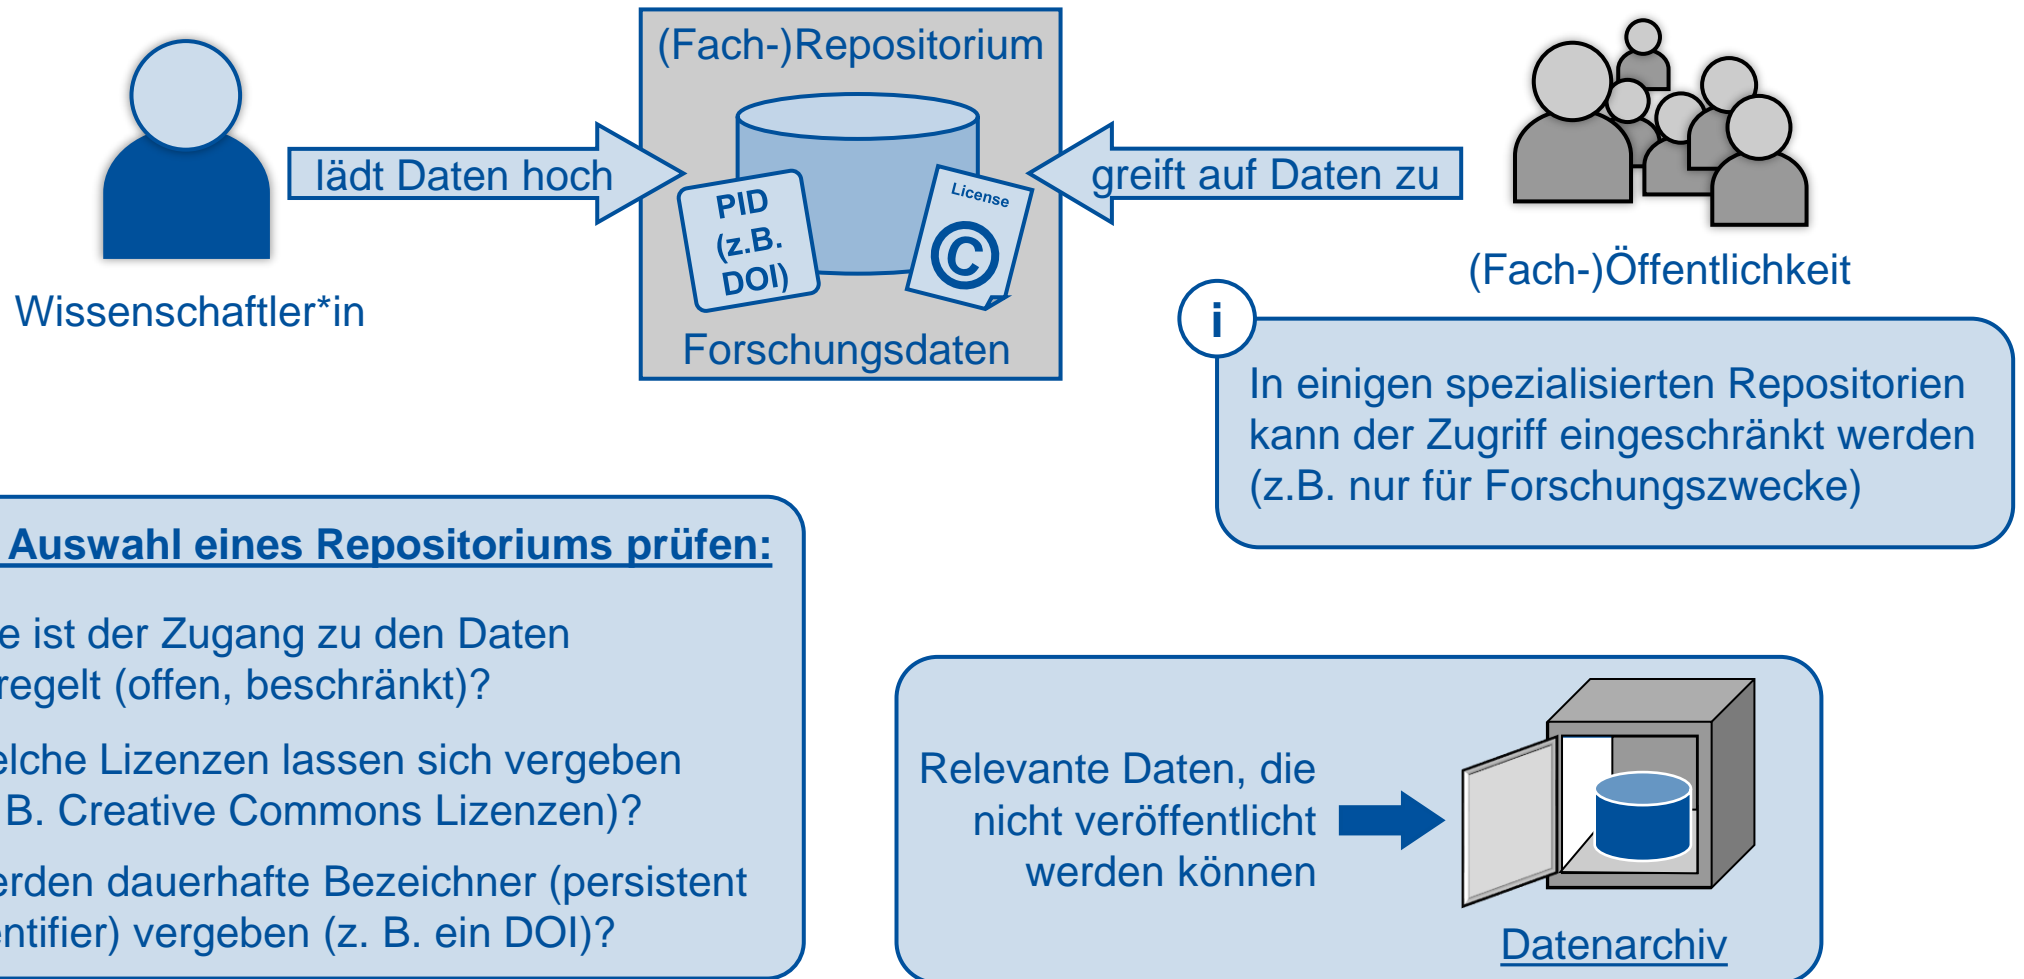 (Fach-)Repositorium
lädt Daten hoch
greift auf Daten zu
PID
(z.B.
DOI)
License
©
Forschungsdaten
Wissenschaftler*in
(Fach-)Öffentlichkeit
i
In einigen spezialisierten Repositorien
kann der Zugriff eingeschränkt werden
(z.B. nur für Forschungszwecke)
Auswahl eines Repositoriums prüfen:
e ist der Zugang zu den Daten
regelt (offen, beschränkt)?
elche Lizenzen lassen sich vergeben
B. Creative Commons Lizenzen)?
erden dauerhafte Bezeichner (persistent
entifier) vergeben (z. B. ein DOI)?
Relevante Daten, die
nicht veröffentlicht
werden können
Datenarchiv